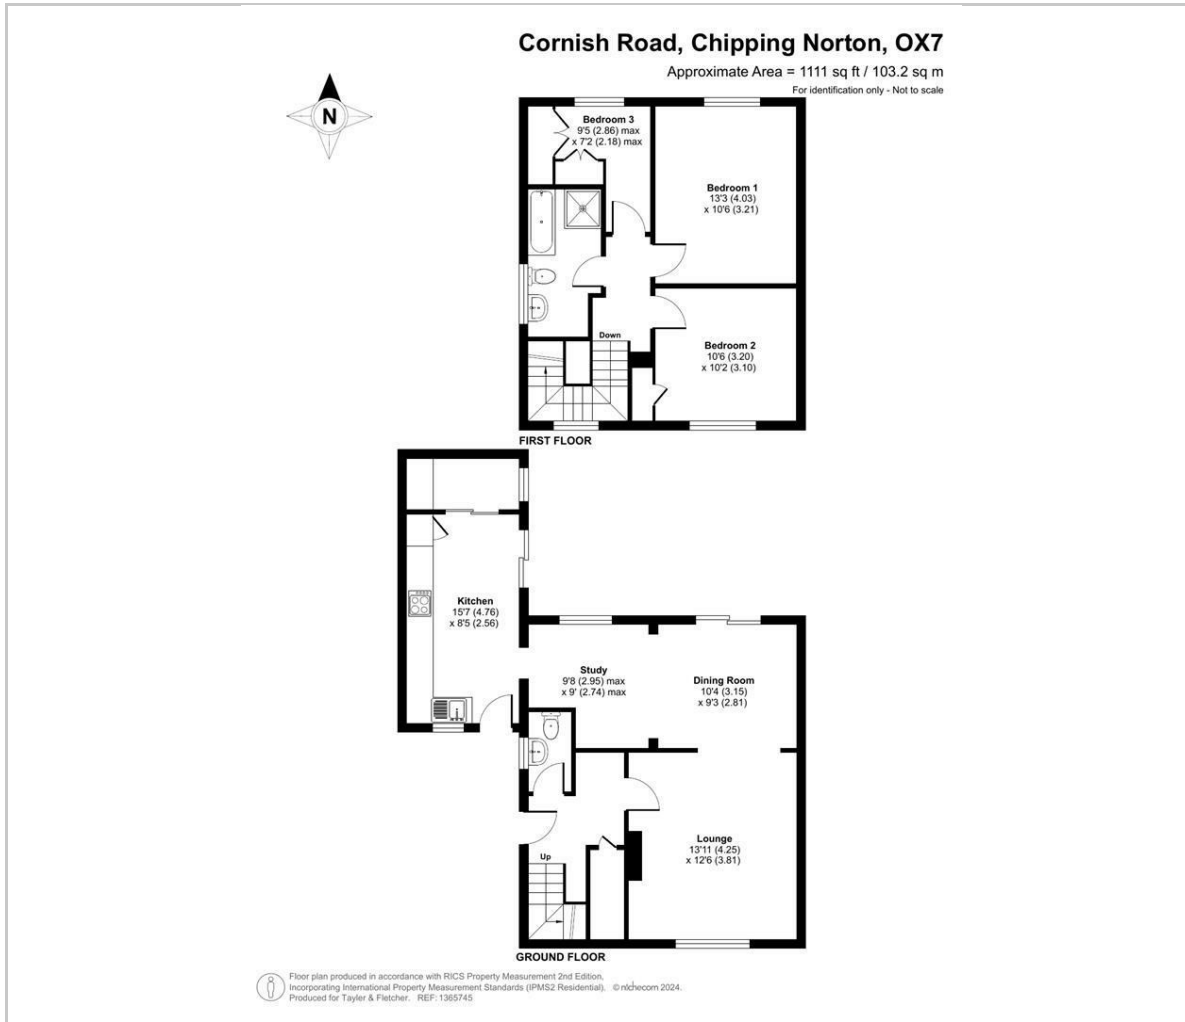 Cornish Road, Chipping Norton, OX7
Approximate Area = 1111 sq ft / 103.2 sq m
For identification only - Not to scale
N
Bedroom 3
9'5 (2.86) max
x 7'2 (2.18) max
Bedroom 1
13'3 (4.03)
x 10'6 (3.21)
Down
Bedroom 2
10'6 (3.20)
x 10'2 (3.10)
FIRST FLOOR
Kitchen
15'7 (4.76)
x 8'5 (2.56)
Study
9'8 (2.95) max
x 9' (2.74) max
Dining Room
10'4 (3.15)
x 9'3 (2.81)
Lounge
13'11 (4.25)
x 12'6 (3.81)
Up
GROUND FLOOR
Floor plan produced in accordance with RICS Property Measurement 2nd Edition,
Incorporating International Property Measurement Standards (IPMS2 Residential). © nichecom 2024.
Produced for Tayler & Fletcher. REF: 1365745